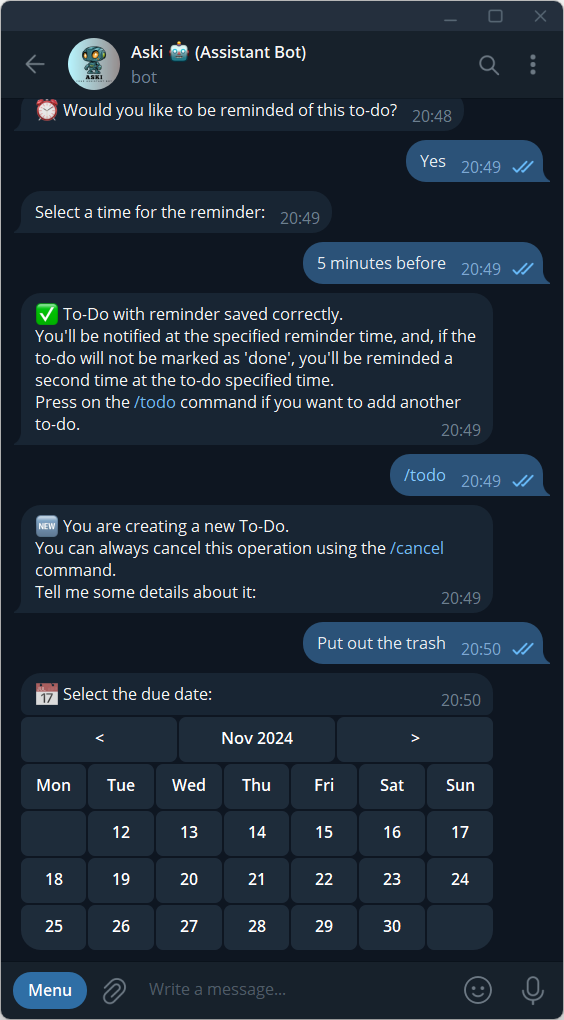 Aski 🤖 (Assistant Bot)
bot
ASKI
⏰ Would you like to be reminded of this to-do? 20:48
Yes 20:49
Select a time for the reminder: 20:49
5 minutes before 20:49
✅ To-Do with reminder saved correctly.
You'll be notified at the specified reminder time, and, if the
to-do will not be marked as 'done', you'll be reminded a
second time at the to-do specified time.
Press on the /todo command if you want to add another
to-do. 20:49
/todo 20:49
🆕 You are creating a new To-Do.
You can always cancel this operation using the /cancel
command.
Tell me some details about it: 20:49
Put out the trash 20:50
📅 Select the due date: 20:50
< Nov 2024 >
Mon Tue Wed Thu Fri Sat Sun
12 13 14 15 16 17
18 19 20 21 22 23 24
25 26 27 28 29 30
Menu Write a message...